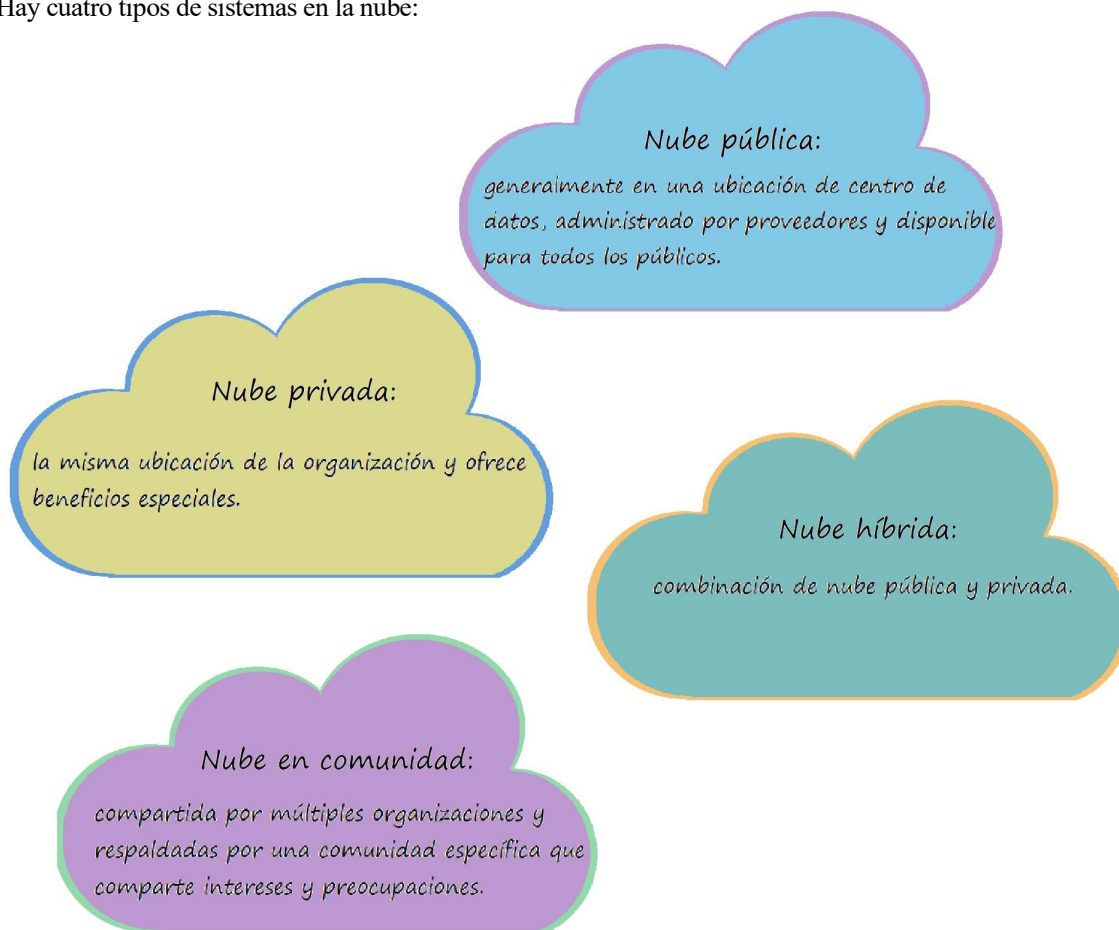 Hay cuatro tipos de sistemas en la nube:
Nube pública:
generalmente en una ubicación de centro de
datos, administrado por proveedores y disponible
para todos los públicos.
Nube privada:
la misma ubicación de la organización y ofrece
beneficios especiales.
Nube híbrida:
combinación de nube pública y privada.
Nube en comunidad:
compartida por múltiples organizaciones y
respaldadas por una comunidad específica que
comparte intereses y preocupaciones.